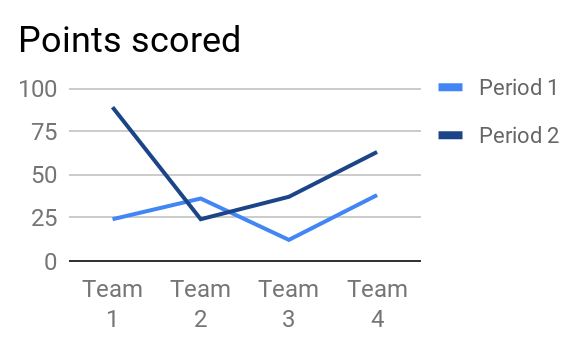 Points scored
100
75
50
25
0
Team 1
Team 2
Team 3
Team 4
Period 1
Period 2